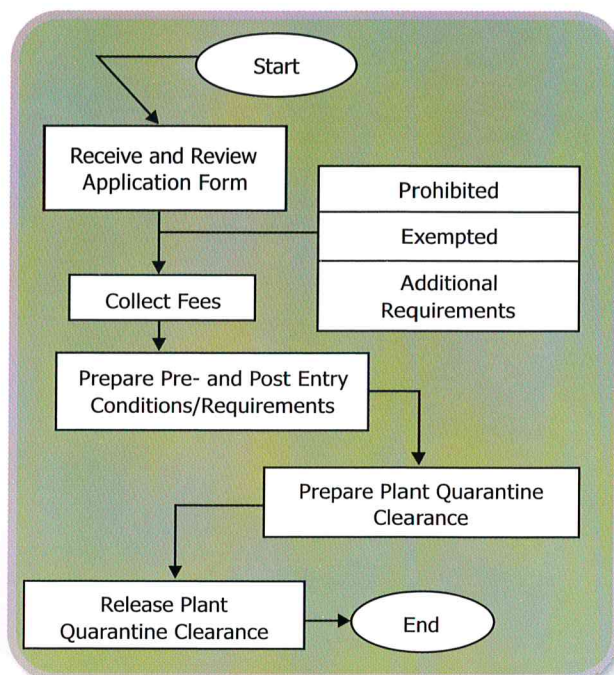 Start
Receive and Review
Application Form
Prohibited
Exempted
Additional
Requirements
Collect Fees
Prepare Pre- and Post Entry
Conditions/Requirements
Prepare Plant Quarantine
Clearance
Release Plant
Quarantine Clearance
End